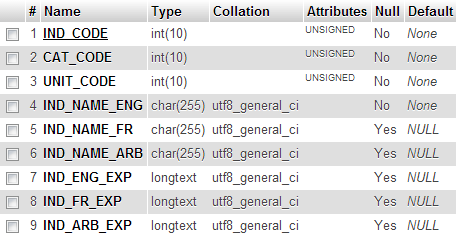 # Name Type Collation Attributes Null Default
1 IND_CODE int(10) UNSIGNED No None
2 CAT_CODE int(10) UNSIGNED No None
3 UNIT_CODE int(10) UNSIGNED No None
4 IND_NAME_ENG char(255) utf8_general_ci No None
5 IND_NAME_FR char(255) utf8_general_ci Yes NULL
6 IND_NAME_ARB char(255) utf8_general_ci Yes NULL
7 IND_ENG_EXP longtext utf8_general_ci Yes NULL
8 IND_FR_EXP longtext utf8_general_ci Yes NULL
9 IND_ARB_EXP longtext utf8_general_ci Yes NULL